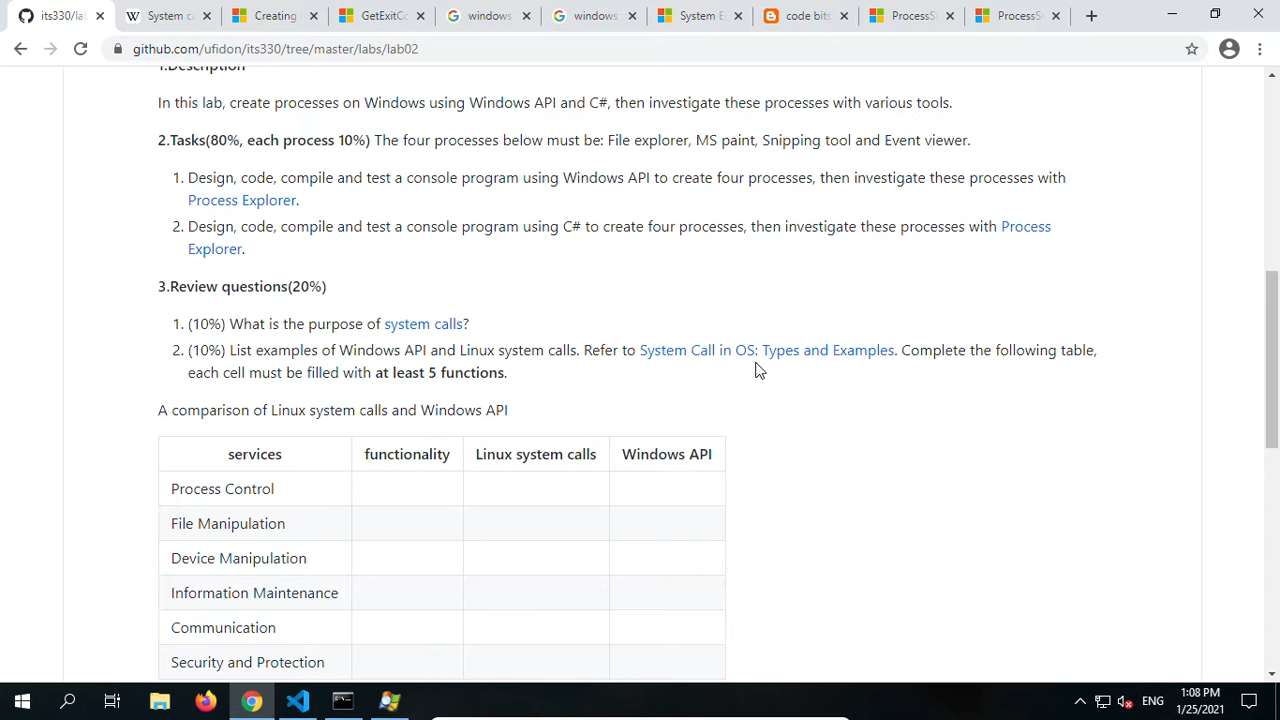 its330/lal
System ca
Creating
GetExitCo
windows
windows
System E
code bits
ProcessS
ProcessS
github.com/ufidon/its330/tree/master/labs/lab02
1.Description
In this lab, create processes on Windows using Windows API and C#, then investigate these processes with various tools.
2.Tasks(80%, each process 10%) The four processes below must be: File explorer, MS paint, Snipping tool and Event viewer.
1. Design, code, compile and test a console program using Windows API to create four processes, then investigate these processes with
Process Explorer.
2. Design, code, compile and test a console program using C# to create four processes, then investigate these processes with Process
Explorer.
3.Review questions(20%)
1. (10%) What is the purpose of system calls?
2. (10%) List examples of Windows API and Linux system calls. Refer to System Call in OS: Types and Examples. Complete the following table,
each cell must be filled with at least 5 functions.
A comparison of Linux system calls and Windows API
services functionality Linux system calls Windows API
Process Control
File Manipulation
Device Manipulation
Information Maintenance
Communication
Security and Protection
ENG
1:08 PM
1/25/2021